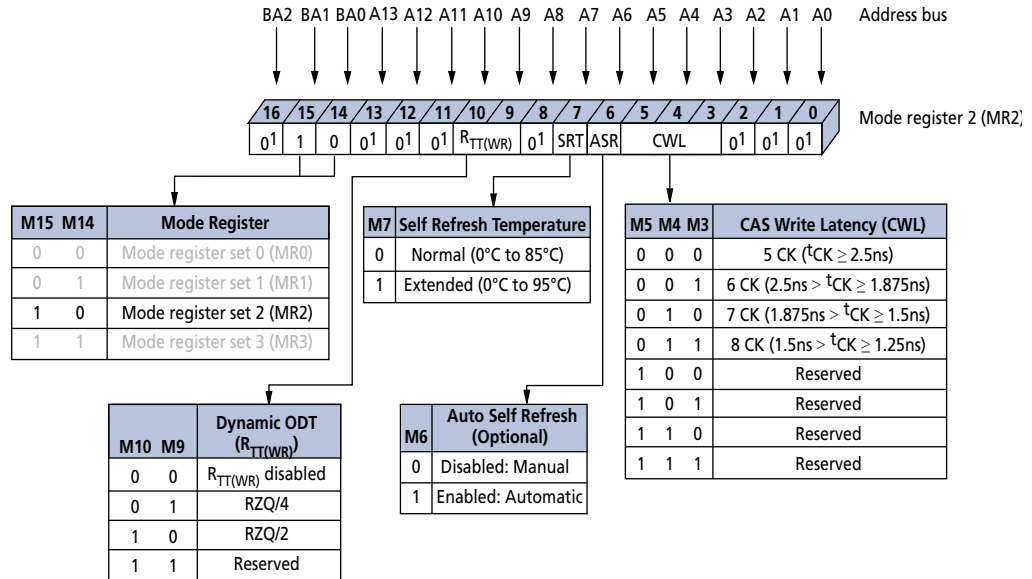 BA2 BA1 BA0 A13 A12 A11 A10 A9 A8 A7 A6 A5 A4 A3 A2 A1 A0 Address bus
16 15 14 13 12 11 10 9 8 7 6 5 4 3 2 1 0 Mode register 2 (MR2)
0¹ 1 0 0¹ 0¹ 0¹ RTT(WR) 0¹ SRT ASR CWL 0¹ 0¹ 0¹
M15 M14 Mode Register
0 0 Mode register set 0 (MR0)
0 1 Mode register set 1 (MR1)
1 0 Mode register set 2 (MR2)
1 1 Mode register set 3 (MR3)
M7 Self Refresh Temperature
0 Normal (0°C to 85°C)
1 Extended (0°C to 95°C)
M5 M4 M3 CAS Write Latency (CWL)
0 0 0 5 CK (tCK ≥ 2.5ns)
0 0 1 6 CK (2.5ns > tCK ≥ 1.875ns)
0 1 0 7 CK (1.875ns > tCK ≥ 1.5ns)
0 1 1 8 CK (1.5ns > tCK ≥ 1.25ns)
1 0 0 Reserved
1 0 1 Reserved
1 1 0 Reserved
1 1 1 Reserved
M10 M9 Dynamic ODT
(RTT(WR))
0 0 RTT(WR) disabled
0 1 RZQ/4
1 0 RZQ/2
1 1 Reserved
M6 Auto Self Refresh
(Optional)
0 Disabled: Manual
1 Enabled: Automatic